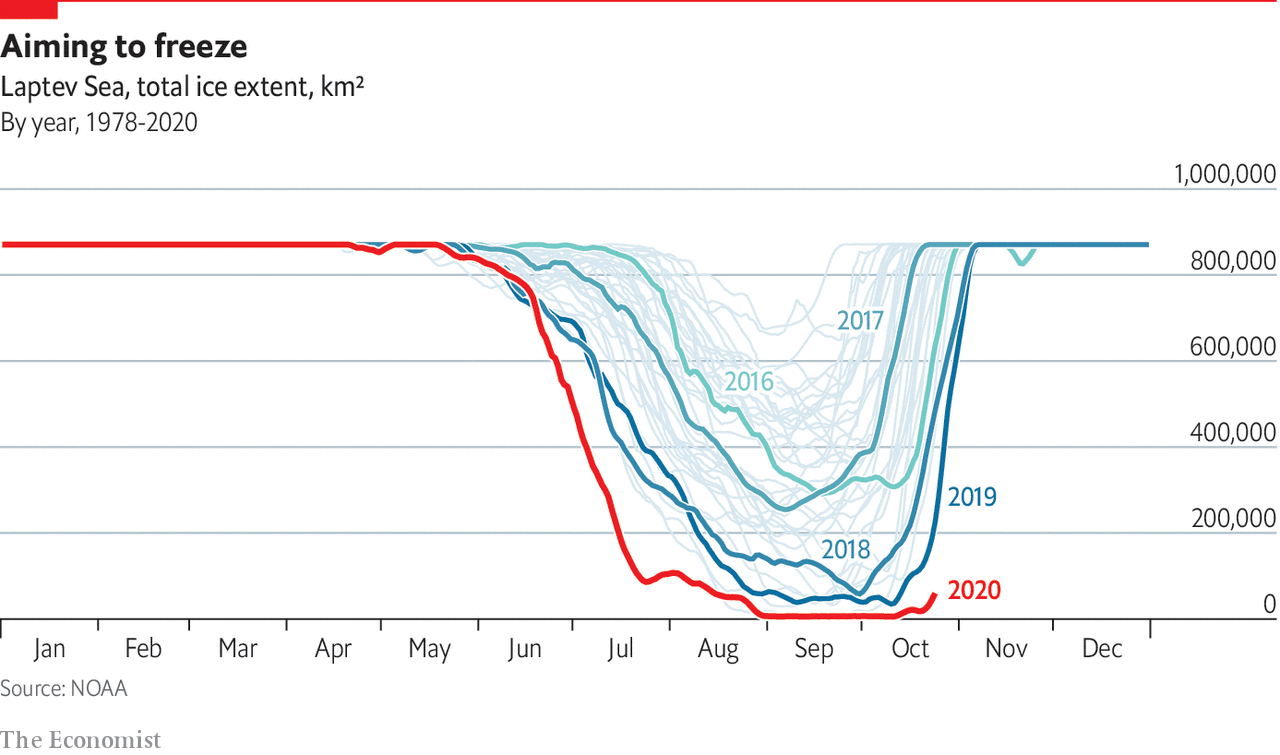 Aiming to freeze
Laptev Sea, total ice extent, km²
By year, 1978-2020
1,000,000
800,000
2017
600,000
2016
400,000
2019
200,000
2018
2020
0
Jan Feb Mar Apr May Jun Jul Aug Sep Oct Nov Dec
Source: NOAA
The Economist